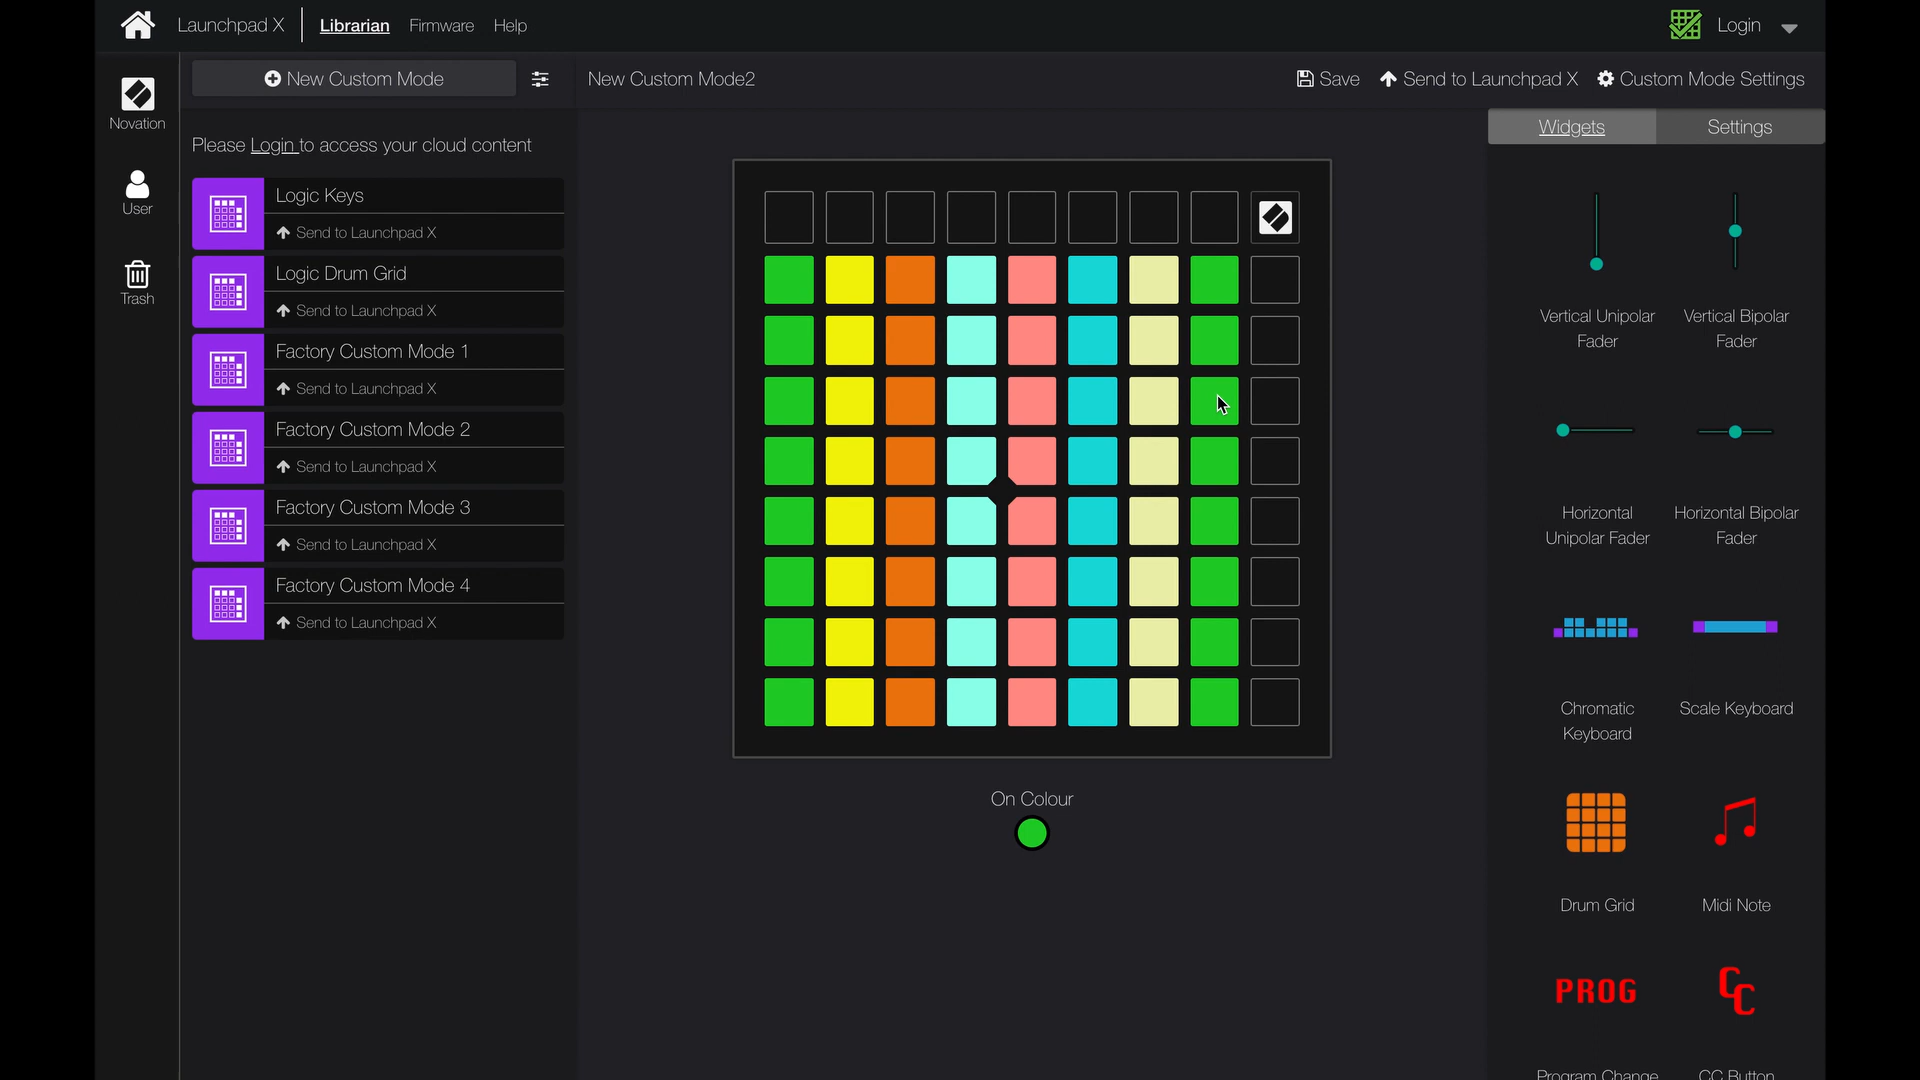 Launchpad X
Librarian
Firmware
Help
Login
New Custom Mode
New Custom Mode2
Save
Send to Launchpad X
Custom Mode Settings
Novation
User
Trash
Please Login to access your cloud content
Logic Keys
Send to Launchpad X
Logic Drum Grid
Send to Launchpad X
Factory Custom Mode 1
Send to Launchpad X
Factory Custom Mode 2
Send to Launchpad X
Factory Custom Mode 3
Send to Launchpad X
Factory Custom Mode 4
Send to Launchpad X
On Colour
Widgets
Settings
Vertical Unipolar
Fader
Vertical Bipolar
Fader
Horizontal
Unipolar Fader
Horizontal Bipolar
Fader
Chromatic
Keyboard
Scale Keyboard
Drum Grid
Midi Note
PROG
CC
Program Change
CC Button